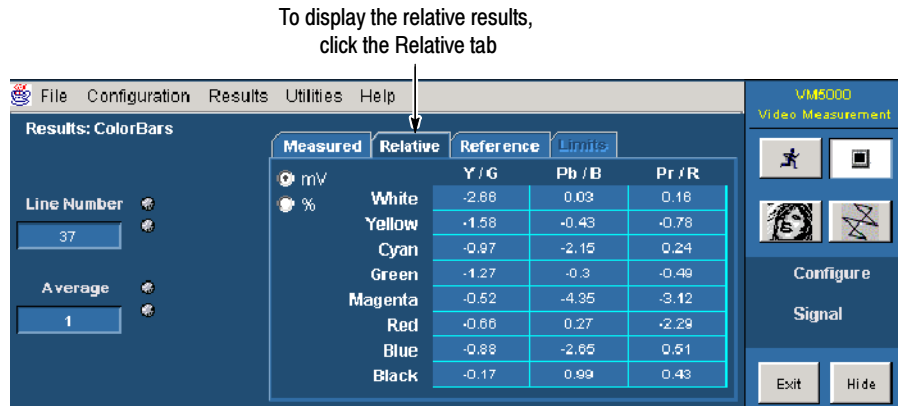 To display the relative results,
click the Relative tab
File Configuration Results Utilities Help
VM5000
Video Measurement
Results: ColorBars
Measured Relative Reference Limits
mV
%
Y / G Pb / B Pr / R
White -2.88 0.03 0.18
Yellow -1.58 -0.43 -0.78
Cyan -0.97 -2.15 0.24
Green -1.27 -0.3 -0.49
Magenta -0.52 -4.35 -3.12
Red -0.66 0.27 -2.29
Blue -0.88 -2.65 0.51
Black -0.17 0.99 0.43
Line Number
37
Average
1
Configure
Signal
Exit Hide